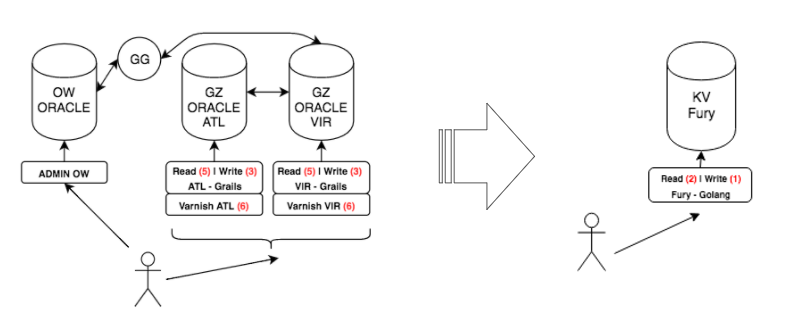 GG
OW
ORACLE
GZ
ORACLE
ATL
GZ
ORACLE
VIR
KV
Fury
ADMIN OW
Read (5) | Write (3)
ATL - Grails
Varnish ATL (6)
Read (5) | Write (3)
VIR - Grails
Varnish VIR (6)
Read (2) | Write (1)
Fury - Golang